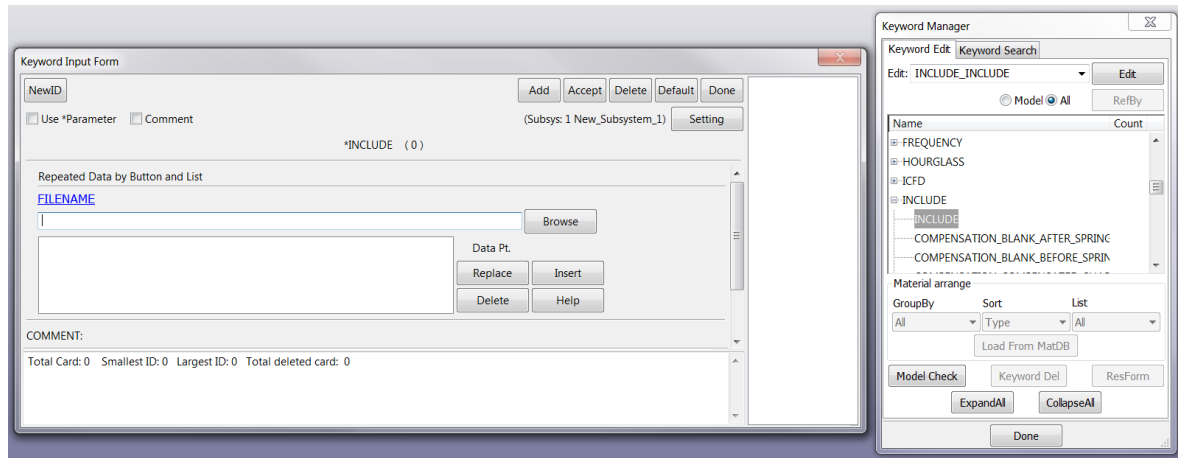 Keyword Input Form
NewID
Add Accept Delete Default Done
Use *Parameter Comment
(Subsys: 1 New_Subsystem_1) Setting
*INCLUDE (0)
Repeated Data by Button and List
FILENAME
Browse
Data Pt.
Replace Insert
Delete Help
COMMENT:
Total Card: 0 Smallest ID: 0 Largest ID: 0 Total deleted card: 0
Keyword Manager
Keyword Edit Keyword Search
Edit: INCLUDE_INCLUDE Edit
Model All RefBy
Name Count
FREQUENCY
HOURGLASS
ICFD
INCLUDE
INCLUDE
COMPENSATION_BLANK_AFTER_SPRING
COMPENSATION_BLANK_BEFORE_SPRIN
Material arrange
GroupBy Sort List
All Type All
Load From MatDB
Model Check Keyword Del ResForm
ExpandAll CollapseAll
Done